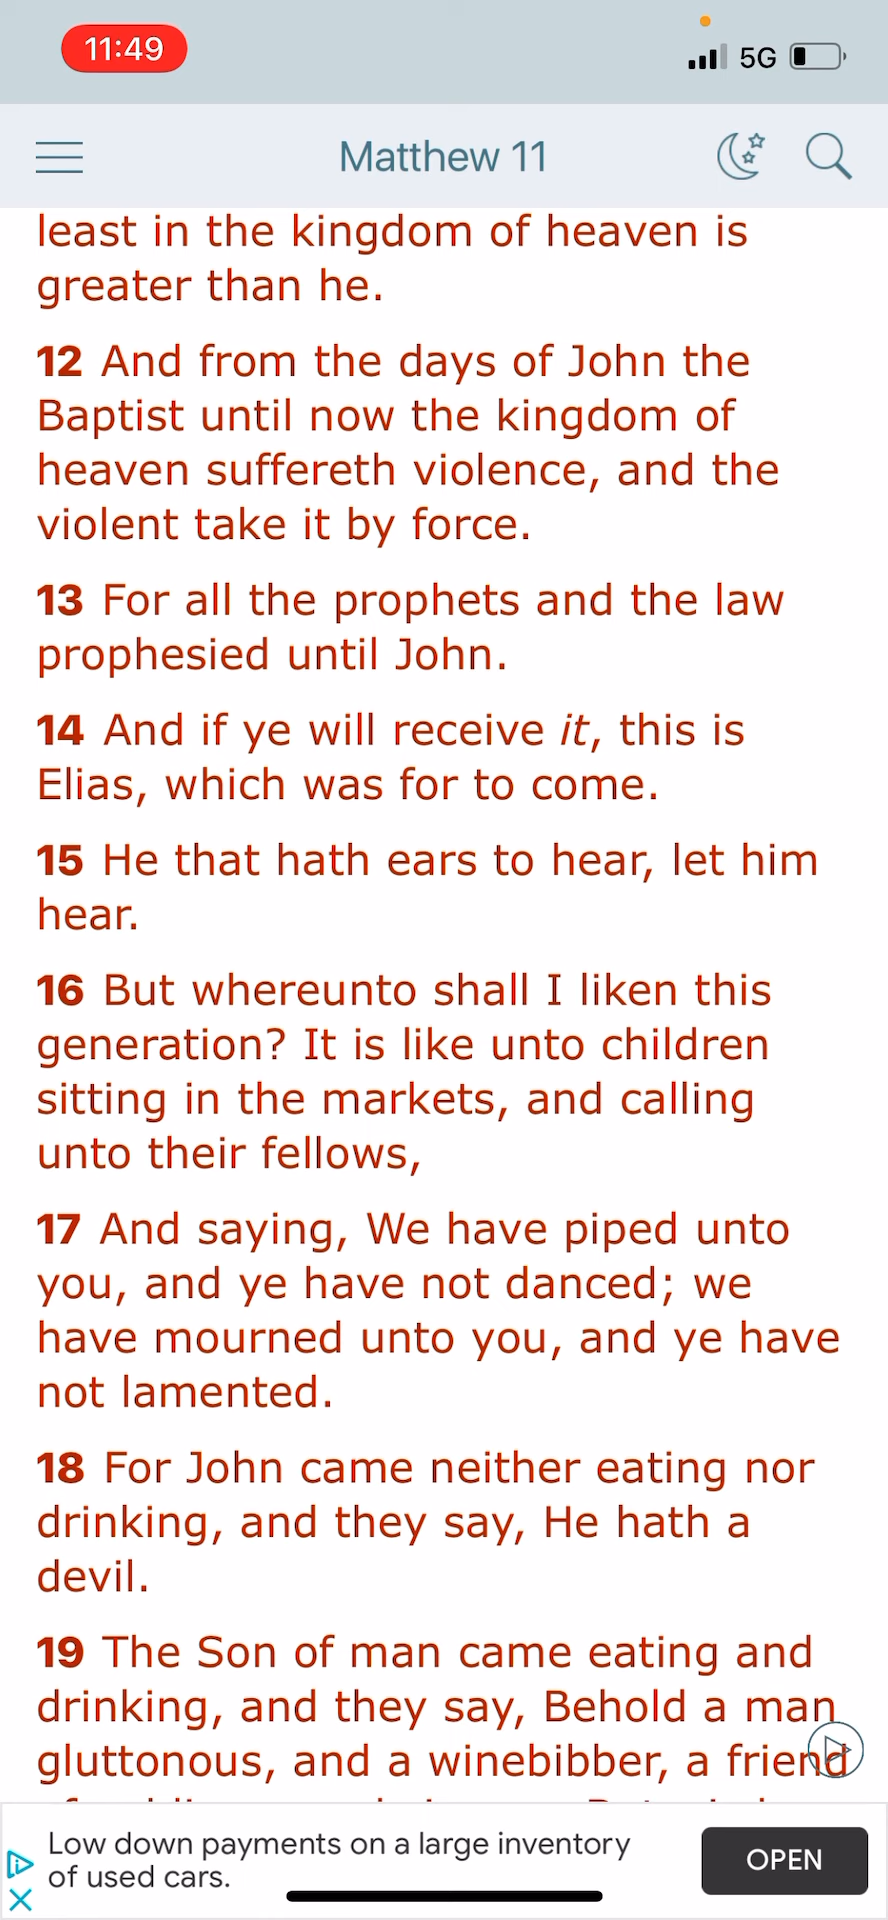 11:49
5G
Matthew 11
least in the kingdom of heaven is
greater than he.
12 And from the days of John the
Baptist until now the kingdom of
heaven suffereth violence, and the
violent take it by force.
13 For all the prophets and the law
prophesied until John.
14 And if ye will receive it, this is
Elias, which was for to come.
15 He that hath ears to hear, let him
hear.
16 But whereunto shall I liken this
generation? It is like unto children
sitting in the markets, and calling
unto their fellows,
17 And saying, We have piped unto
you, and ye have not danced; we
have mourned unto you, and ye have
not lamented.
18 For John came neither eating nor
drinking, and they say, He hath a
devil.
19 The Son of man came eating and
drinking, and they say, Behold a man
gluttonous, and a winebibber, a friend
Low down payments on a large inventory
of used cars.
OPEN